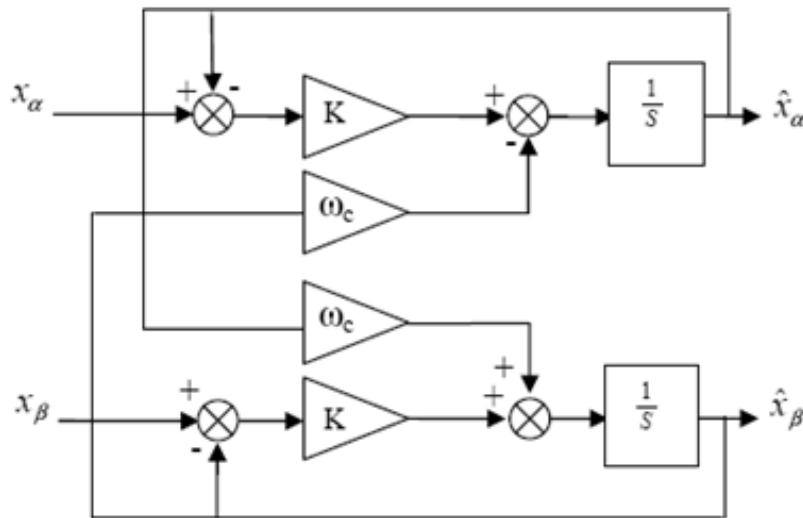 x_α + - K + - 1/S x̂_α
ω_c
ω_c
x_β + - K + + 1/S x̂_β